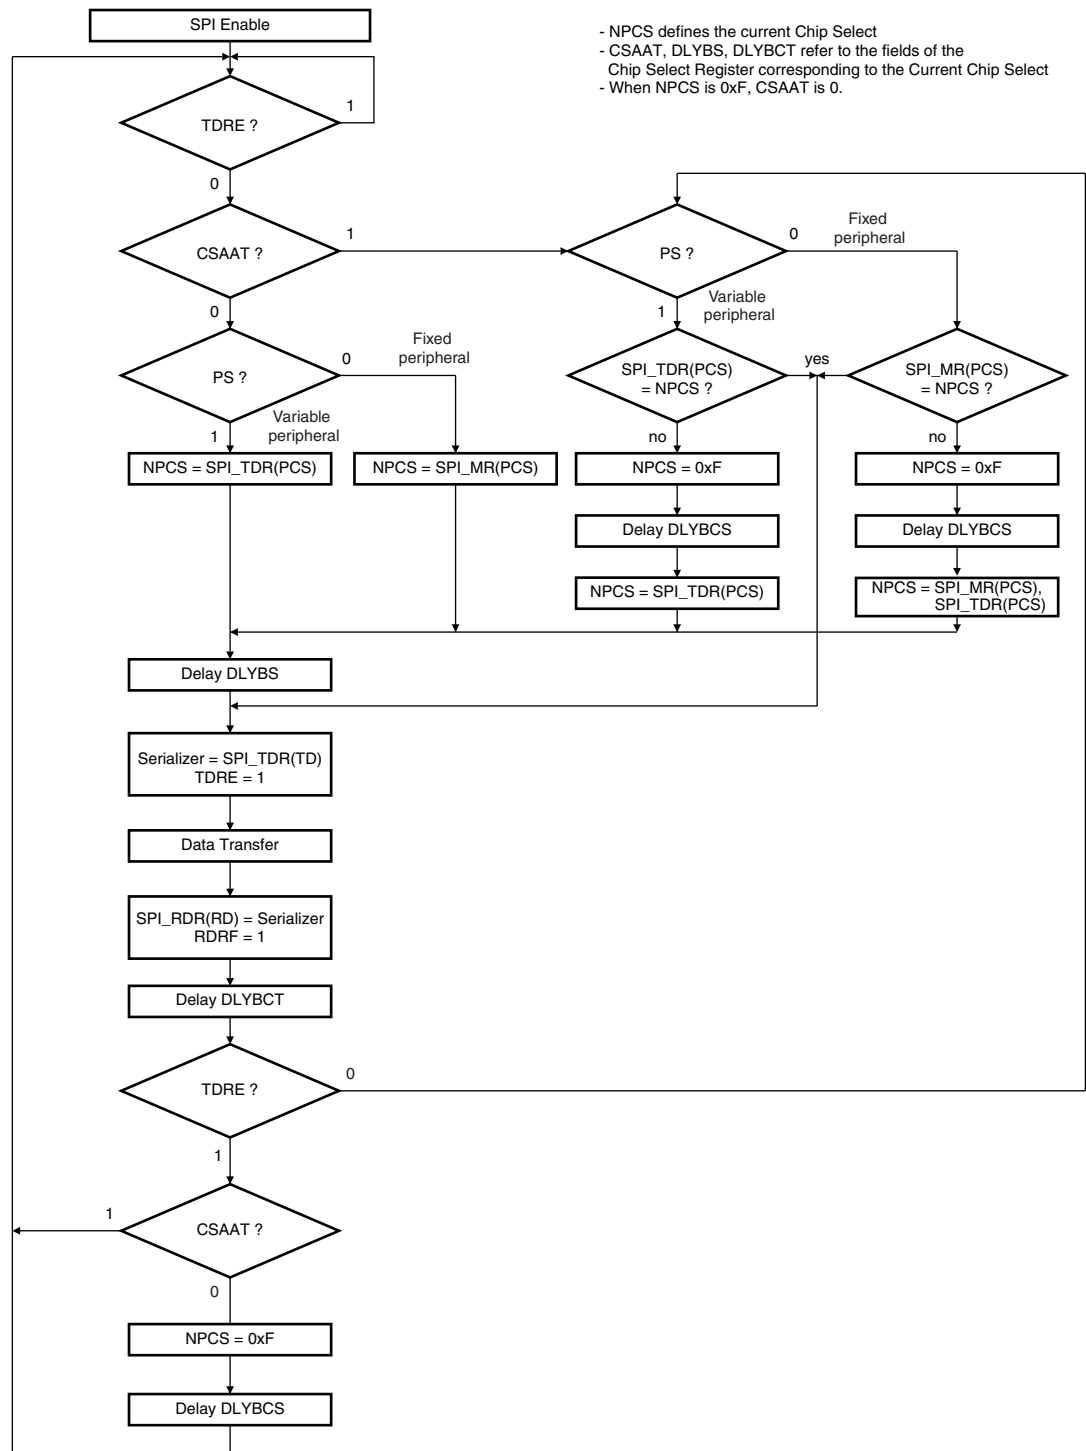 SPI Enable
- NPCS defines the current Chip Select
- CSAAT, DLYBS, DLYBCT refer to the fields of the
Chip Select Register corresponding to the Current Chip Select
- When NPCS is 0xF, CSAAT is 0.
1
TDRE ?
0
CSAAT ?
1
PS ?
0
Fixed
peripheral
0
1
Variable
peripheral
PS ?
0
Fixed
peripheral
SPI_TDR(PCS)
= NPCS ?
yes
SPI_MR(PCS)
= NPCS ?
1
Variable
peripheral
no
no
NPCS = SPI_TDR(PCS)
NPCS = SPI_MR(PCS)
NPCS = 0xF
NPCS = 0xF
Delay DLYBCS
Delay DLYBCS
NPCS = SPI_TDR(PCS)
NPCS = SPI_MR(PCS),
SPI_TDR(PCS)
Delay DLYBS
Serializer = SPI_TDR(TD)
TDRE = 1
Data Transfer
SPI_RDR(RD) = Serializer
RDRF = 1
Delay DLYBCT
TDRE ?
0
1
CSAAT ?
1
0
NPCS = 0xF
Delay DLYBCS